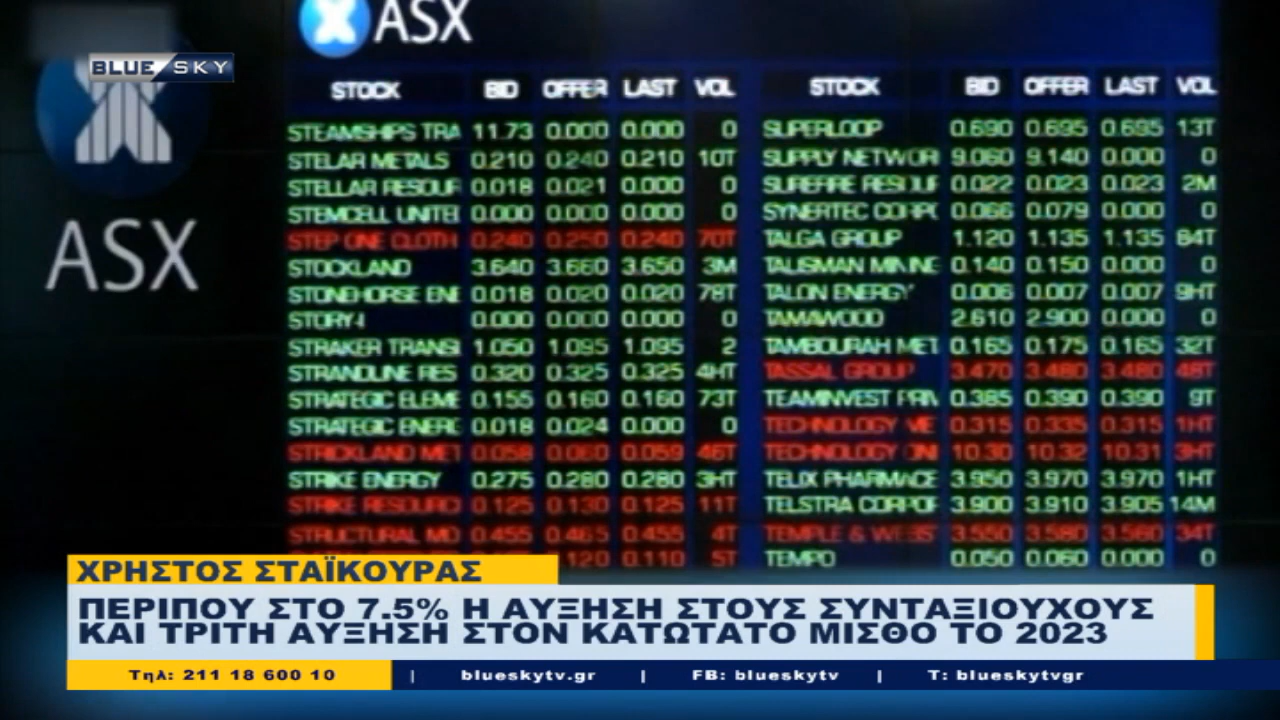 ASX
BLUE SKY
ASX
STOCK BID OFFER LAST VOL
STEAMSHIPS TRA 11.73 0.000 0.000 0
STELAR METALS 0.210 0.240 0.210 10T
STELLAR RESOUR 0.018 0.021 0.000 0
STEMCELL UNITE 0.000 0.000 0.000 0
STEP ONE CLOTH 0.240 0.250 0.240 70T
STOCKLAND 3.640 3.660 3.650 3M
STONEHORSE ENE 0.018 0.020 0.020 78T
STORY-I 0.000 0.000 0.000 0
STRAKER TRANSL 1.050 1.095 1.095 2
STRANDLINE RES 0.320 0.325 0.325 4HT
STRATEGIC ELEME 0.155 0.160 0.160 73T
STRATEGIC ENERG 0.018 0.024 0.000 0
STRICKLAND MET 0.058 0.060 0.059 46T
STRIKE ENERGY 0.275 0.280 0.280 3HT
STRIKE RESOURC 0.125 0.130 0.125 11T
STRUCTURAL MO 0.455 0.465 0.455 4T
.120 0.110 5T
STOCK BID OFFER LAST VOL
SUPERLOOP 0.690 0.695 0.695 13T
SUPPLY NETWOR 9.060 9.140 0.000 0
SUREFIRE RESOUR 0.022 0.023 0.023 2M
SYNERTEC CORPO 0.066 0.079 0.000 0
TALGA GROUP 1.120 1.135 1.135 84T
TALISMAN MINING 0.140 0.150 0.000 0
TALON ENERGY 0.006 0.007 0.007 9HT
TAMAWOOD 2.610 2.900 0.000 0
TAMBOURAH MET 0.165 0.175 0.165 32T
TASSAL GROUP 3.470 3.480 3.480 48T
TEAMINVEST PRIV 0.385 0.390 0.390 9T
TECHNOLOGY ME 0.315 0.335 0.315 1HT
TECHNOLOGY ONE 10.30 10.32 10.31 3HT
TELIX PHARMACE 3.950 3.970 3.970 1HT
TELSTRA CORPOR 3.900 3.910 3.905 14M
TEMPLE & WEBST 3.550 3.580 3.560 34T
TEMPO 0.050 0.060 0.000 0
ΧΡΗΣΤΟΣ ΣΤΑΪΚΟΥΡΑΣ
ΠΕΡΙΠΟΥ ΣΤΟ 7.5% Η ΑΥΞΗΣΗ ΣΤΟΥΣ ΣΥΝΤΑΞΙΟΥΧΟΥΣ
ΚΑΙ ΤΡΙΤΗ ΑΥΞΗΣΗ ΣΤΟΝ ΚΑΤΩΤΑΤΟ ΜΙΣΘΟ ΤΟ 2023
Τηλ: 211 18 600 10 | blueskytv.gr | FB: blueskytv | T: blueskytvgr